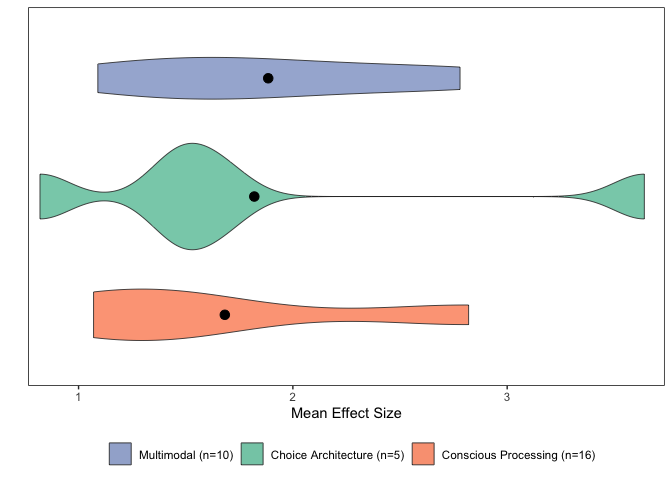 1 2 3
Mean Effect Size
Multimodal (n=10) Choice Architecture (n=5) Conscious Processing (n=16)